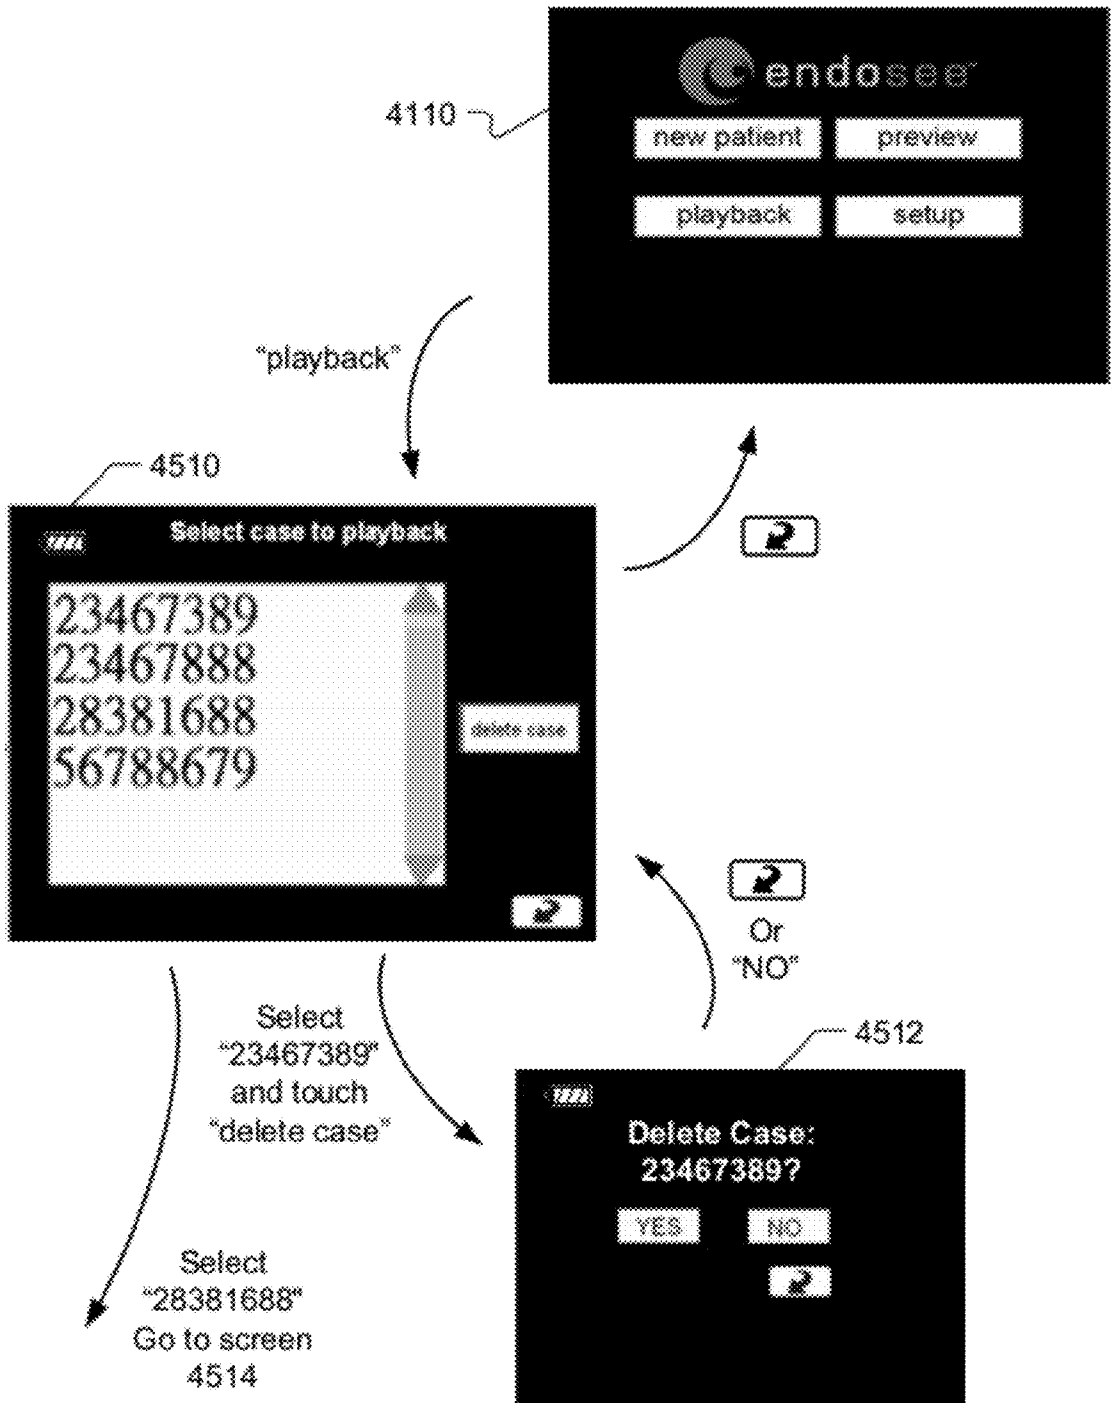 endosee™
4110
new patient
preview
playback
setup
“playback”
4510
Select case to playback
23467389
23467888
28381688
56788679
delete case
Or
“NO”
Select
“23467389”
and touch
“delete case”
4512
Delete Case:
23467389?
YES
NO
Select
“28381688”
Go to screen
4514